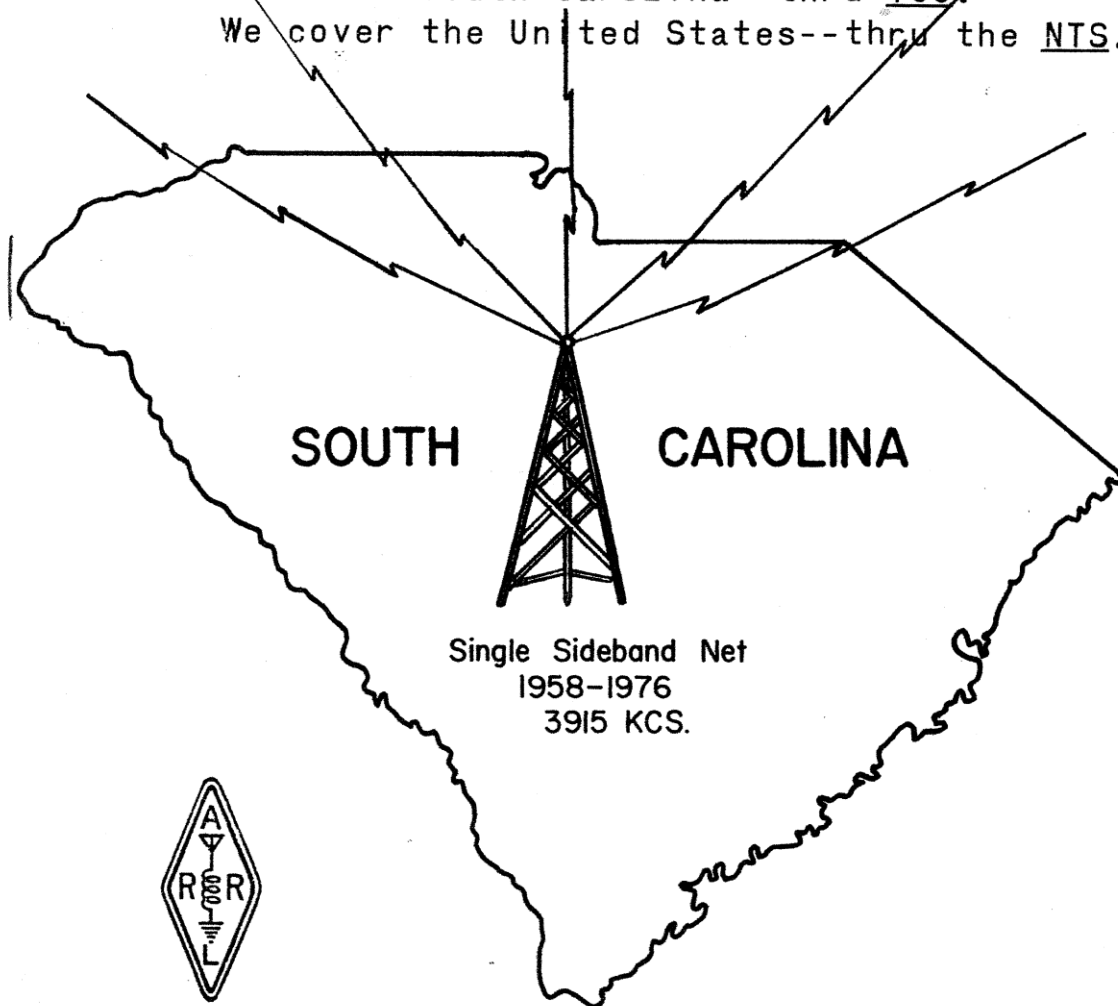 We cover the United States--thru the NTS.
SOUTH CAROLINA
Single Sideband Net
1958-1976
3915 KCS.
A
R R
L